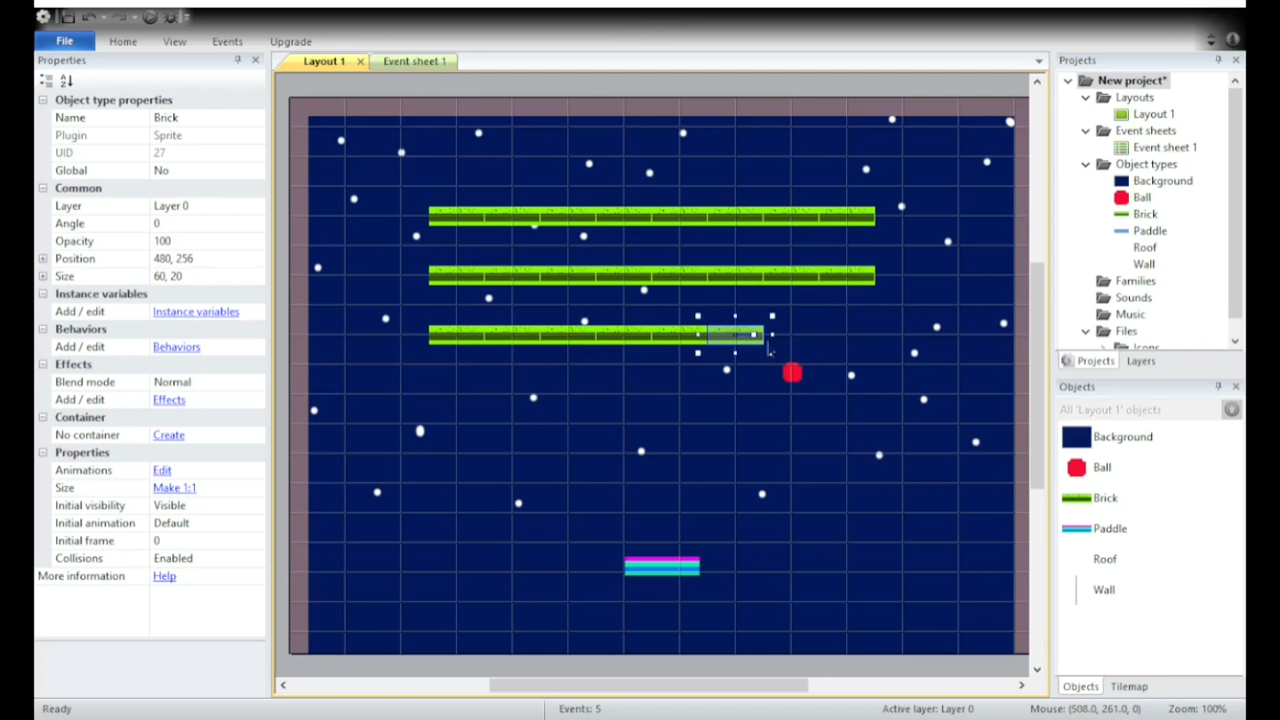 File Home View Events Upgrade
Properties
Layout 1 Event sheet 1
Projects
Object type properties
Name Brick
Plugin Sprite
UID 27
Global No
Common
Layer Layer 0
Angle 0
Opacity 100
Position 480, 256
Size 60, 20
Instance variables
Add / edit Instance variables
Behaviors
Add / edit Behaviors
Effects
Blend mode Normal
Add / edit Effects
Container
No container Create
Properties
Animations Edit
Size Make 1:1
Initial visibility Visible
Initial animation Default
Initial frame 0
Collisions Enabled
More information Help
New project*
Layouts
Layout 1
Event sheets
Event sheet 1
Object types
Background
Ball
Brick
Paddle
Roof
Wall
Families
Sounds
Music
Files
Icons
Projects Layers
Objects
All 'Layout 1' objects
Background
Ball
Brick
Paddle
Roof
Wall
Objects Tilemap
Ready Events: 5 Active layer: Layer 0 Mouse: (508.0, 261.0, 0) Zoom: 100%